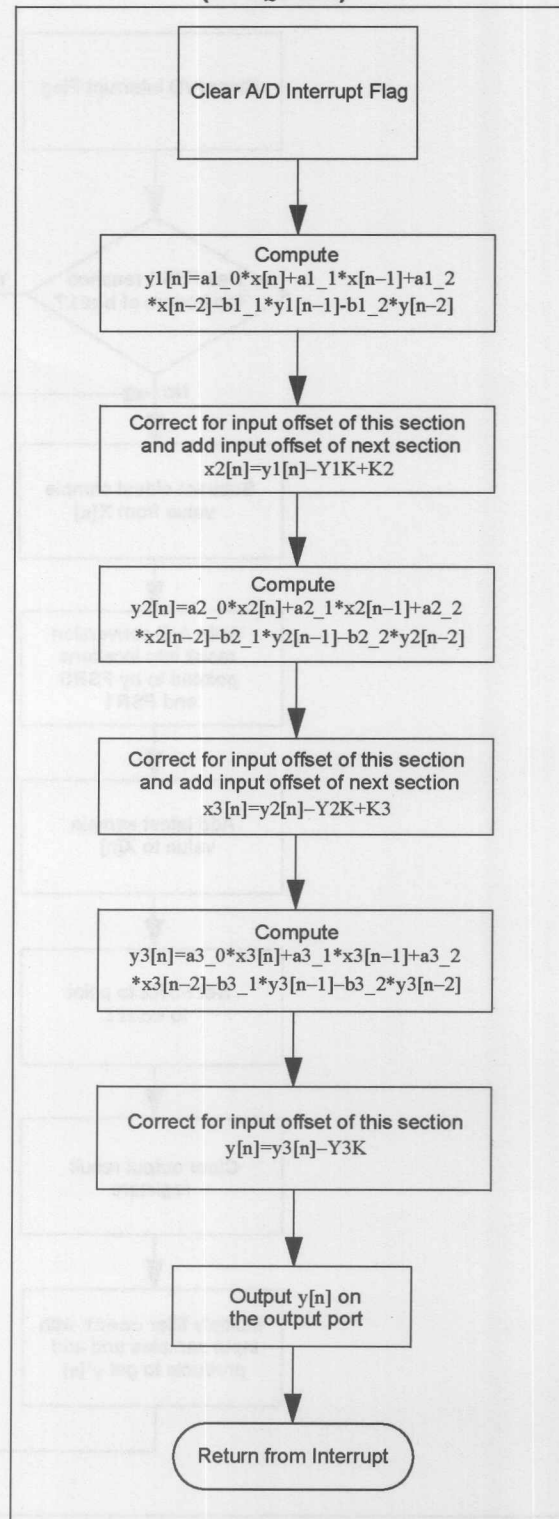 Clear A/D Interrupt Flag
Compute
y1[n]=a1_0*x[n]+a1_1*x[n–1]+a1_2
*x[n–2]–b1_1*y1[n–1]-b1_2*y[n–2]
Correct for input offset of this section
and add input offset of next section
x2[n]=y1[n]–Y1K+K2
Compute
y2[n]=a2_0*x2[n]+a2_1*x2[n–1]+a2_2
*x2[n–2]–b2_1*y2[n–1]–b2_2*y2[n–2]
Correct for input offset of this section
and add input offset of next section
x3[n]=y2[n]–Y2K+K3
Compute
y3[n]=a3_0*x3[n]+a3_1*x3[n–1]+a3_2
*x3[n–2]–b3_1*y3[n–1]–b3_2*y3[n–2]
Correct for input offset of this section
y[n]=y3[n]–Y3K
Output y[n] on
the output port
Return from Interrupt